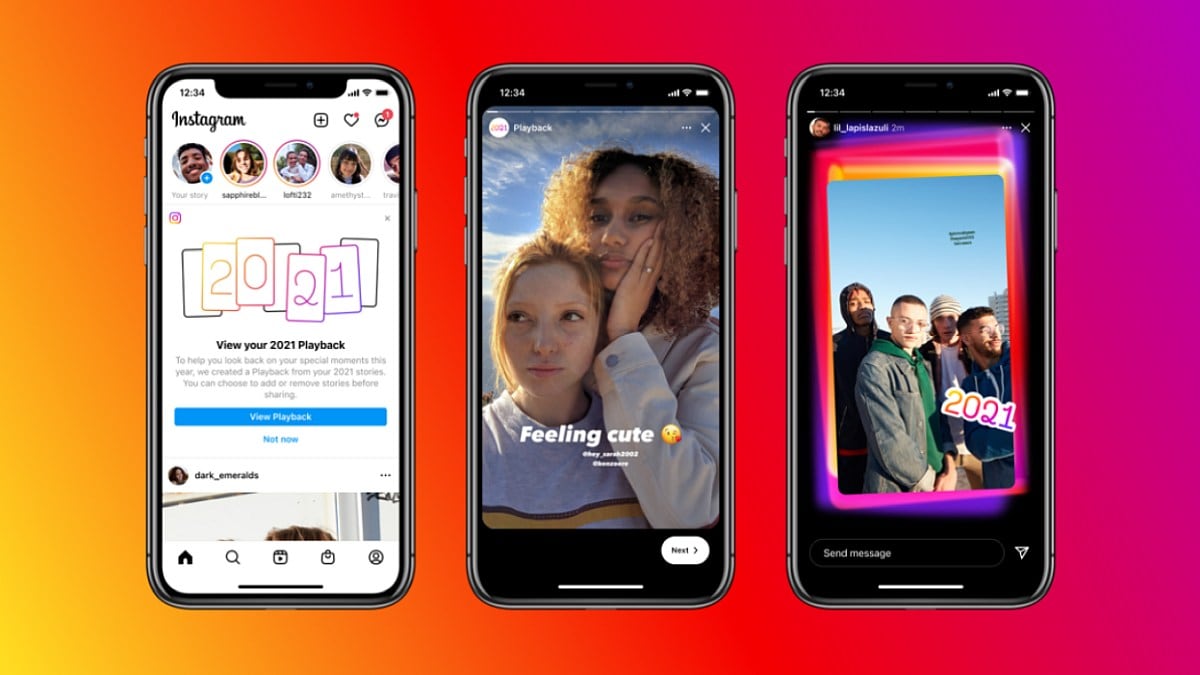 12:34
Instagram
1
Your story
sapphirebl...
lofti232
amethyst...
2021
View your 2021 Playback
To help you look back on your special moments this
year, we created a Playback from your 2021 stories.
You can choose to add or remove stories before
sharing.
View Playback
Not now
dark_emeralds
12:34
2021
Playback
Feeling cute 😘
@hey_sarah2002
Next
12:34
lil_lapislazuli 2m
2021
Send message